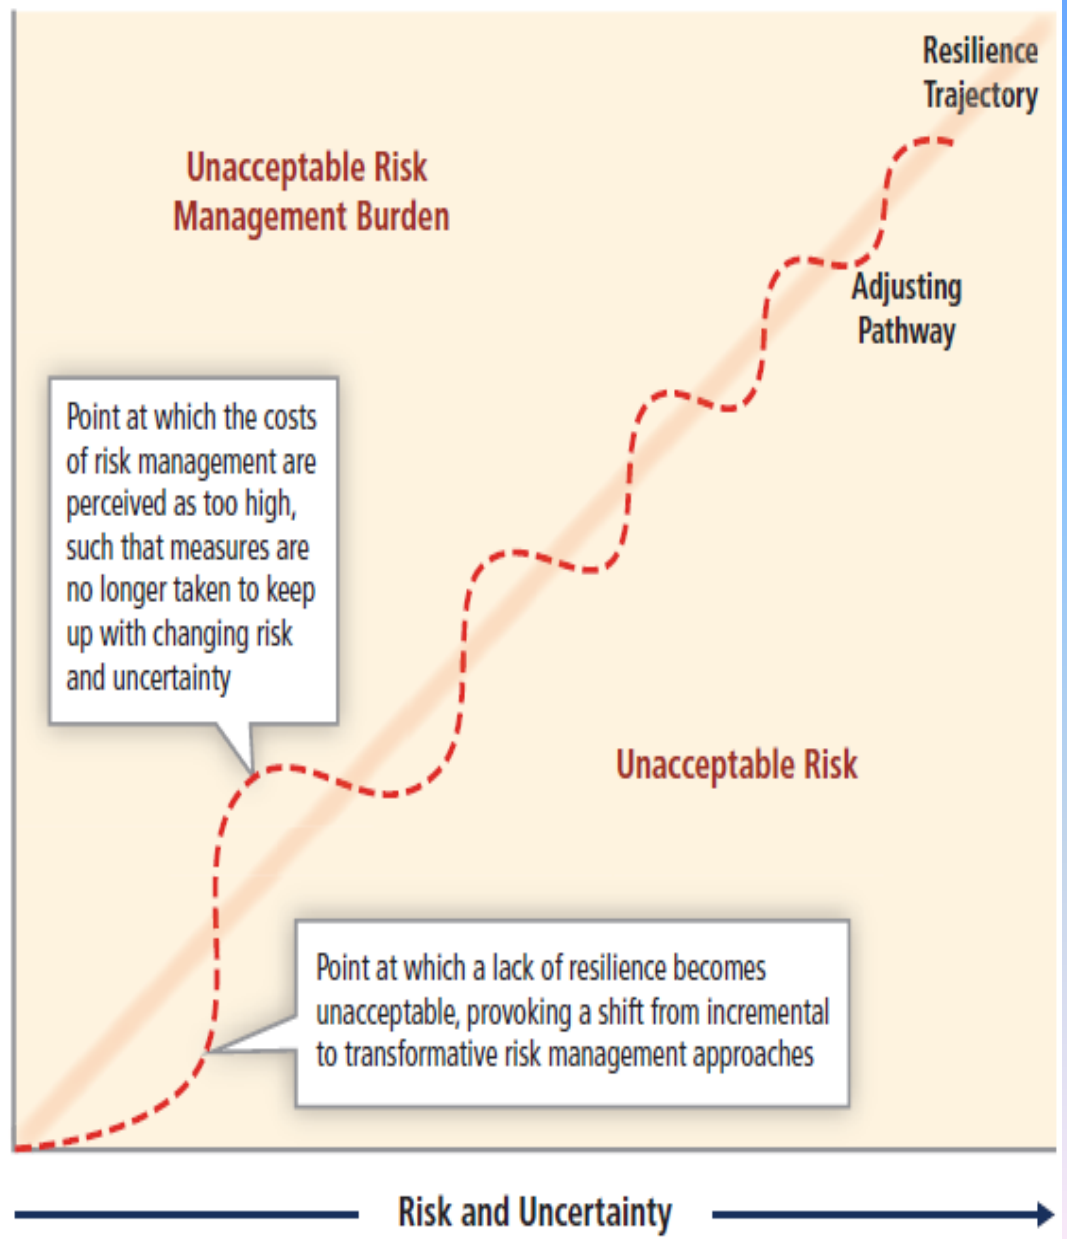 Resilience
Trajectory
Unacceptable Risk
Management Burden
Adjusting
Pathway
Point at which the costs
of risk management are
perceived as too high,
such that measures are
no longer taken to keep
up with changing risk
and uncertainty
Unacceptable Risk
Point at which a lack of resilience becomes
unacceptable, provoking a shift from incremental
to transformative risk management approaches
Risk and Uncertainty